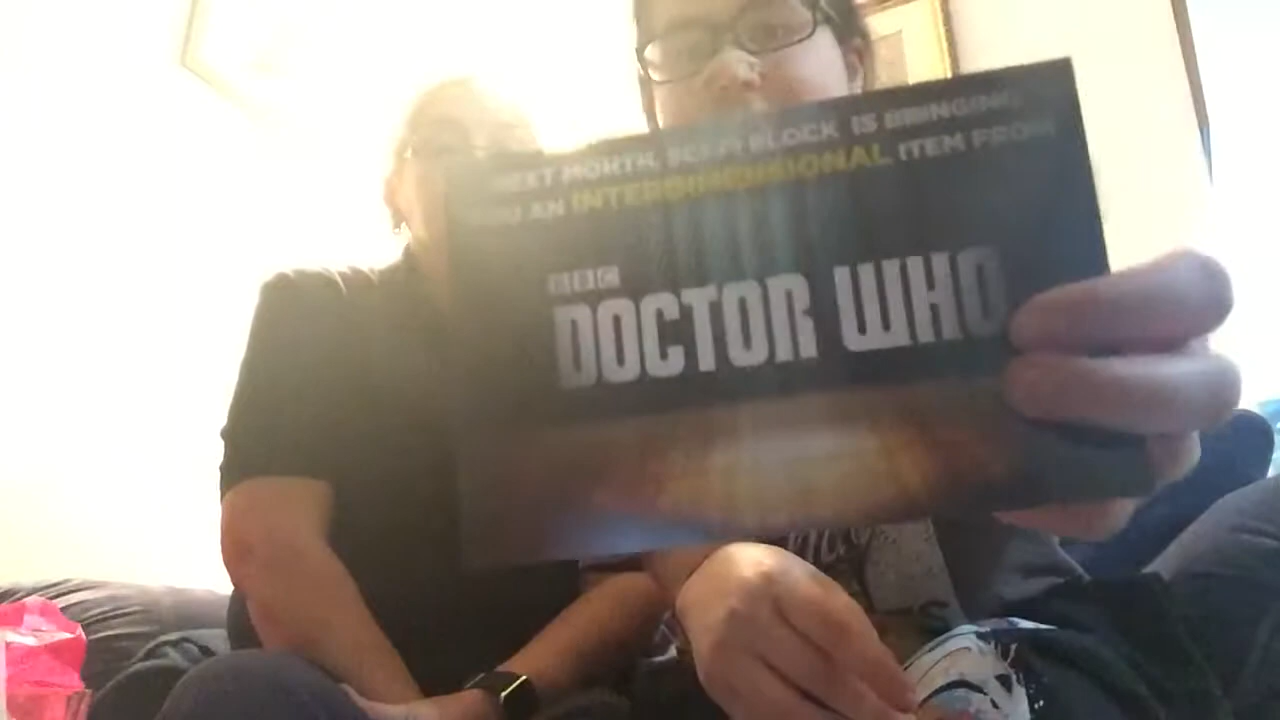 NEXT MONTH, SCI-FI BLOCK IS BRINGING
YOU AN INTERDIMENSIONAL ITEM FROM
BBC
DOCTOR WHO